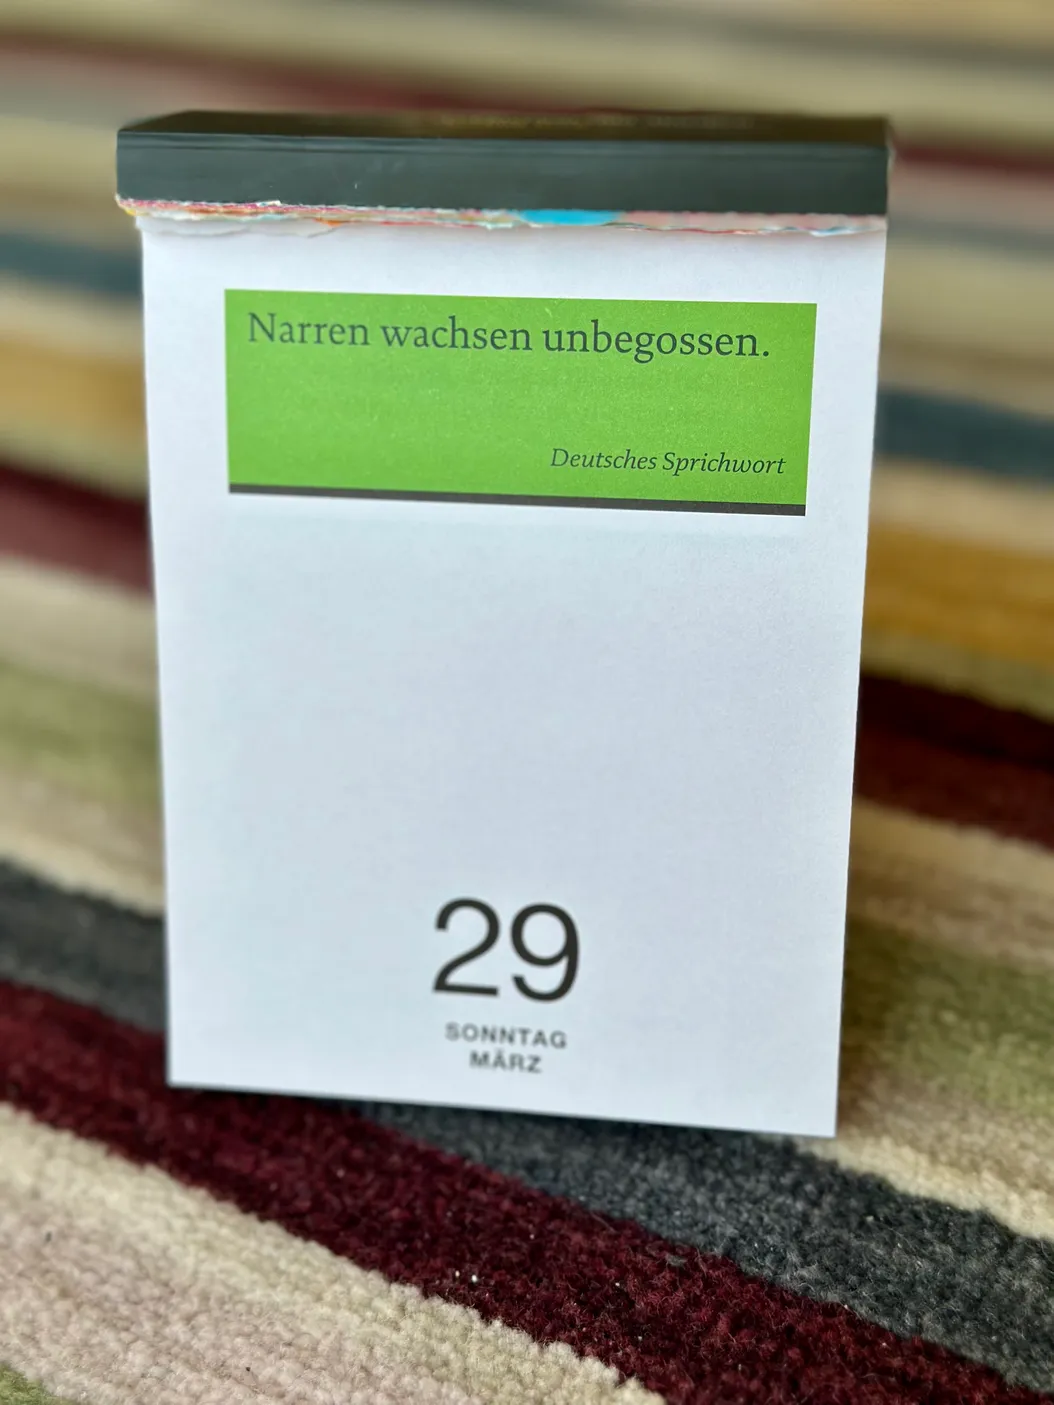 Narren wachsen unbegossen.
Deutsches Sprichwort
29
SONNTAG
MÄRZ